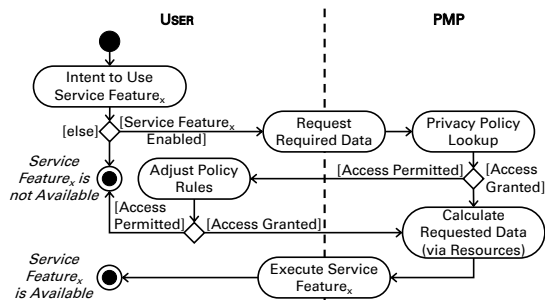 USER
PMP
Intent to Use
Service Featureₓ
[else]
[Service Featureₓ
Enabled]
Request
Required Data
Privacy Policy
Lookup
Service
Featureₓ is
not Available
Adjust Policy
Rules
[Access Permitted]
[Access
Granted]
[Access
Permitted]
[Access Granted]
Calculate
Requested Data
(via Resources)
Service
Featureₓ
is Available
Execute Service
Featureₓ